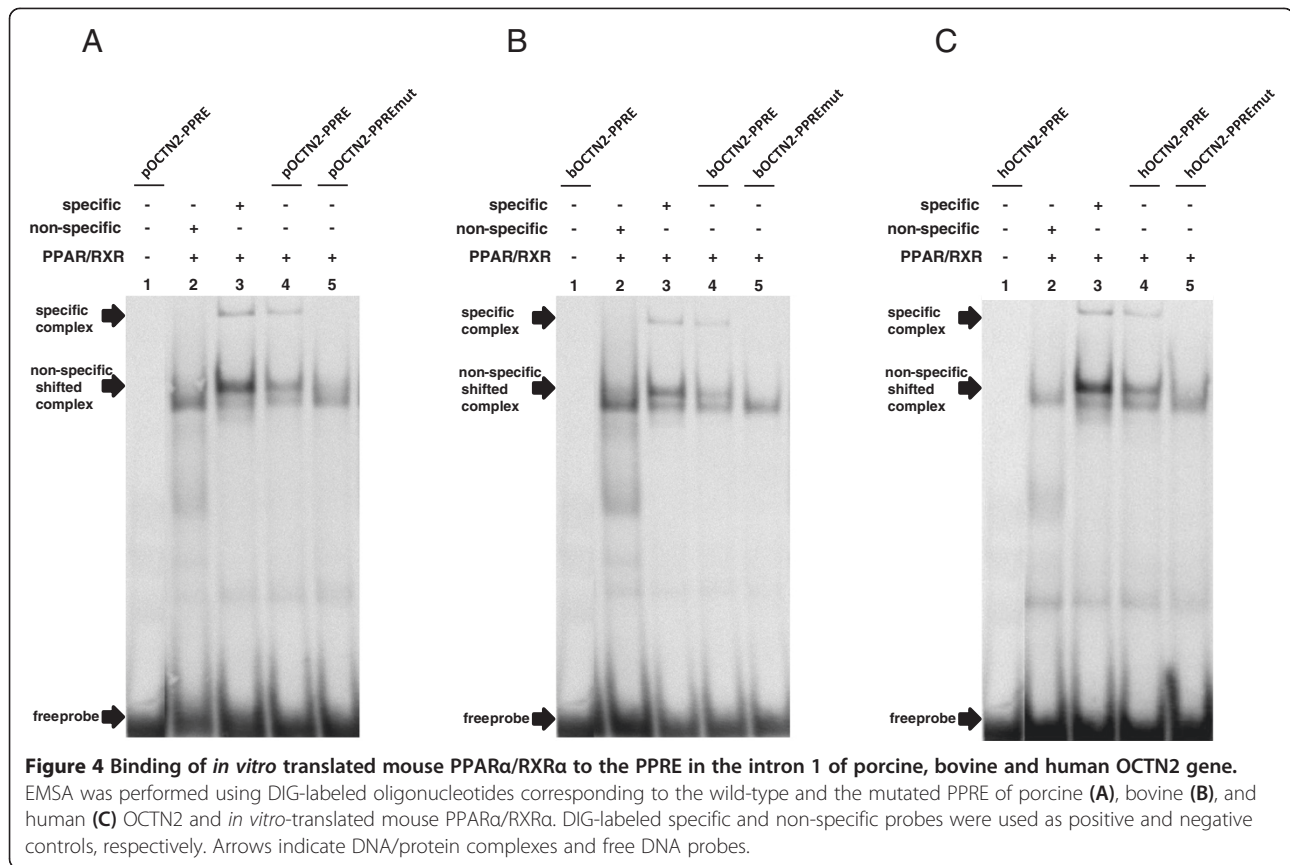 A
B
C
pOCTN2-PPRE
pOCTN2-PPRE
pOCTN2-PPREmut
specific - - + - -
non-specific - + - - -
PPAR/RXR - + + + +
1 2 3 4 5
specific
complex
non-specific
shifted
complex
freeprobe
bOCTN2-PPRE
bOCTN2-PPRE
bOCTN2-PPREmut
specific - - + - -
non-specific - + - - -
PPAR/RXR - + + + +
1 2 3 4 5
specific
complex
non-specific
shifted
complex
freeprobe
hOCTN2-PPRE
hOCTN2-PPRE
hOCTN2-PPREmut
specific - - + - -
non-specific - + - - -
PPAR/RXR - + + + +
1 2 3 4 5
specific
complex
non-specific
shifted
complex
freeprobe
Figure 4 Binding of in vitro translated mouse PPARα/RXRα to the PPRE in the intron 1 of porcine, bovine and human OCTN2 gene.
EMSA was performed using DIG-labeled oligonucleotides corresponding to the wild-type and the mutated PPRE of porcine (A), bovine (B), and
human (C) OCTN2 and in vitro-translated mouse PPARα/RXRα. DIG-labeled specific and non-specific probes were used as positive and negative
controls, respectively. Arrows indicate DNA/protein complexes and free DNA probes.